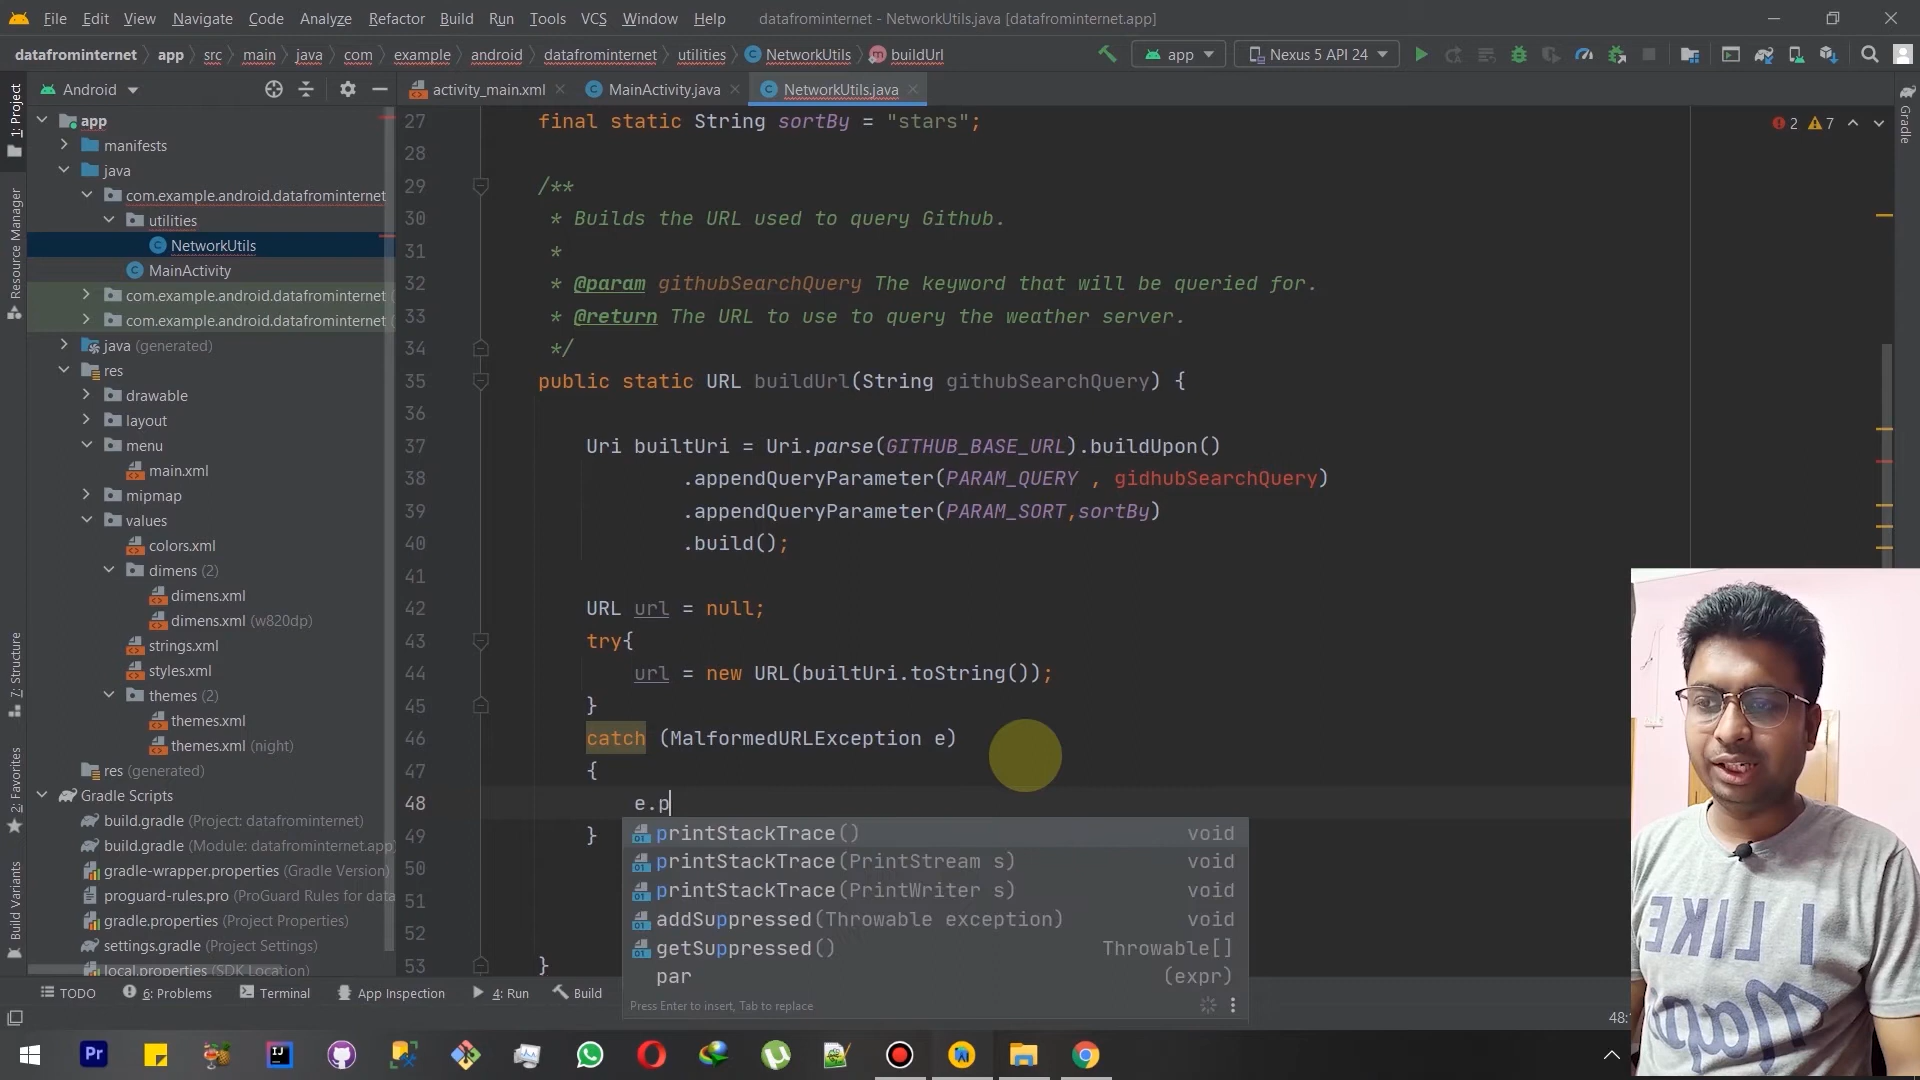 File Edit View Navigate Code Analyze Refactor Build Run Tools VCS Window Help datafrominternet - NetworkUtils.java [datafrominternet.app]
datafrominternet app src main java com example android datafrominternet utilities NetworkUtils buildUrl app Nexus 5 API 24
Android activity_main.xml MainActivity.java NetworkUtils.java
1: Project
Resource Manager
7: Structure
2: Favorites
Build Variants
Gradle
app
manifests
java
com.example.android.datafrominternet
utilities
NetworkUtils
MainActivity
com.example.android.datafrominternet (
com.example.android.datafrominternet (
java (generated)
res
drawable
layout
menu
main.xml
mipmap
values
colors.xml
dimens (2)
dimens.xml
dimens.xml (w820dp)
strings.xml
styles.xml
themes (2)
themes.xml
themes.xml (night)
res (generated)
Gradle Scripts
build.gradle (Project: datafrominternet)
build.gradle (Module: datafrominternet.app)
gradle-wrapper.properties (Gradle Version)
proguard-rules.pro (ProGuard Rules for data
gradle.properties (Project Properties)
settings.gradle (Project Settings)
local.properties (SDK Location)
2 7
27 final static String sortBy = "stars";
28
29 /**
30 * Builds the URL used to query Github.
31 *
32 * @param githubSearchQuery The keyword that will be queried for.
33 * @return The URL to use to query the weather server.
34 */
35 public static URL buildUrl(String githubSearchQuery) {
36
37 Uri builtUri = Uri.parse(GITHUB_BASE_URL).buildUpon()
38 .appendQueryParameter(PARAM_QUERY , gidhubSearchQuery)
39 .appendQueryParameter(PARAM_SORT,sortBy)
40 .build();
41
42 URL url = null;
43 try{
44 url = new URL(builtUri.toString());
45 }
46 catch (MalformedURLException e)
47 {
48 e.p
49 }
50
51
52
53 }
printStackTrace() void
printStackTrace(PrintStream s) void
printStackTrace(PrintWriter s) void
addSuppressed(Throwable exception) void
getSuppressed() Throwable[]
par (expr)
Press Enter to insert, Tab to replace
TODO 6: Problems Terminal App Inspection 4: Run Build
48:
Pr
I LIKE